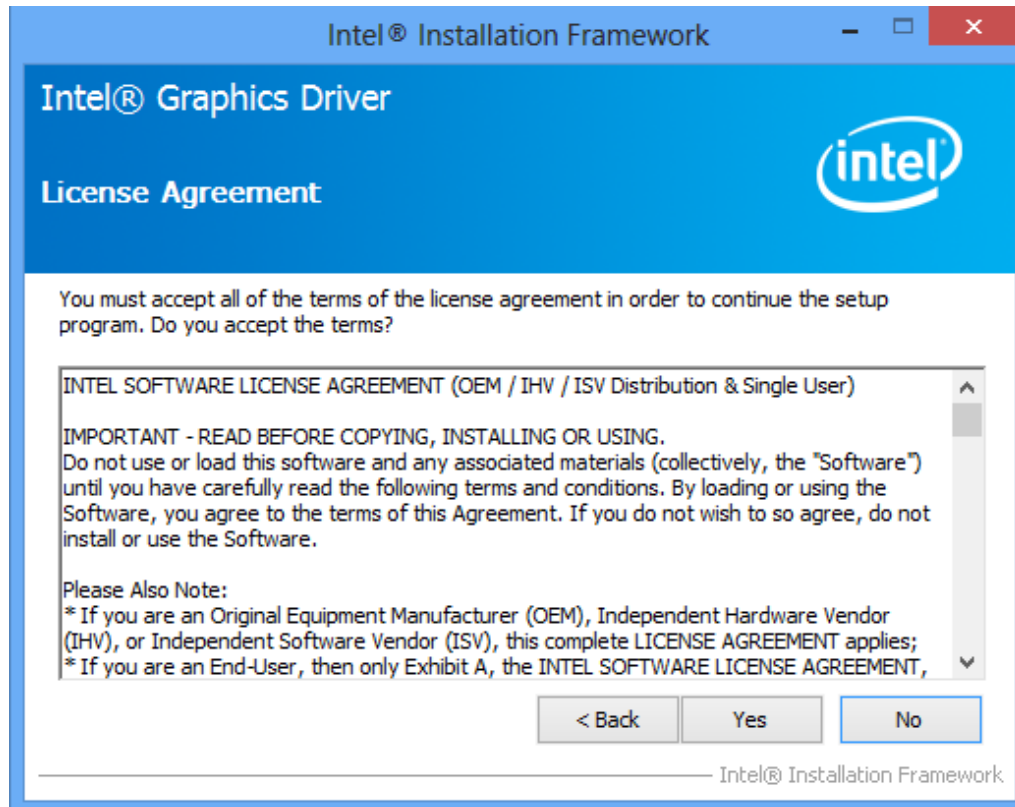 Intel® Installation Framework
Intel® Graphics Driver
intel
License Agreement
You must accept all of the terms of the license agreement in order to continue the setup
program. Do you accept the terms?
INTEL SOFTWARE LICENSE AGREEMENT (OEM / IHV / ISV Distribution & Single User)
IMPORTANT - READ BEFORE COPYING, INSTALLING OR USING.
Do not use or load this software and any associated materials (collectively, the "Software")
until you have carefully read the following terms and conditions. By loading or using the
Software, you agree to the terms of this Agreement. If you do not wish to so agree, do not
install or use the Software.
Please Also Note:
* If you are an Original Equipment Manufacturer (OEM), Independent Hardware Vendor
(IHV), or Independent Software Vendor (ISV), this complete LICENSE AGREEMENT applies;
* If you are an End-User, then only Exhibit A, the INTEL SOFTWARE LICENSE AGREEMENT,
< Back Yes No
Intel® Installation Framework